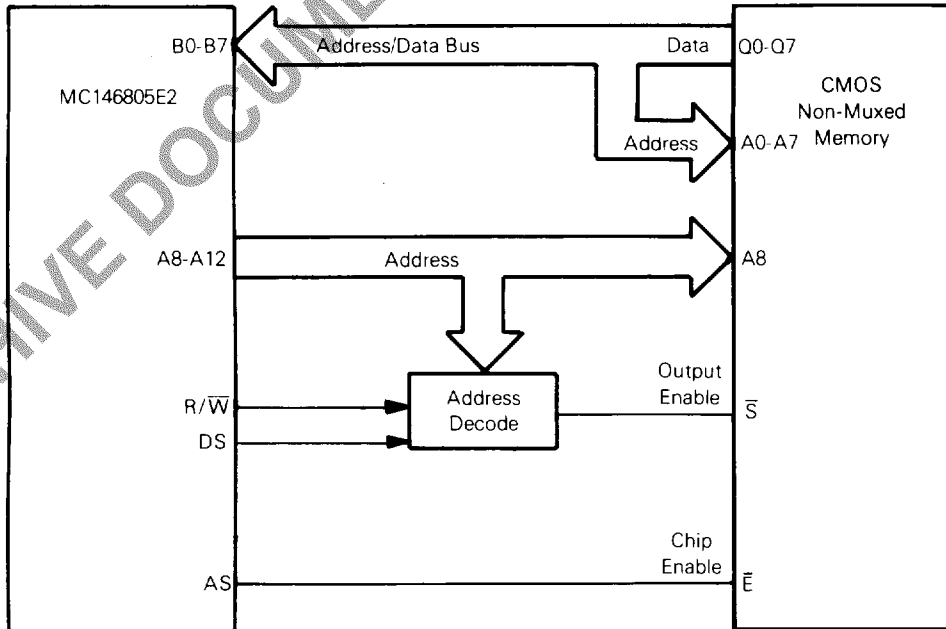 B0-B7
Address/Data Bus
Data
Q0-Q7
MC146805E2
CMOS
Non-Muxed
Memory
Address
A0-A7
A8-A12
Address
A8
R/W̅
DS
Address
Decode
Output
Enable
S̅
AS
Chip
Enable
E̅